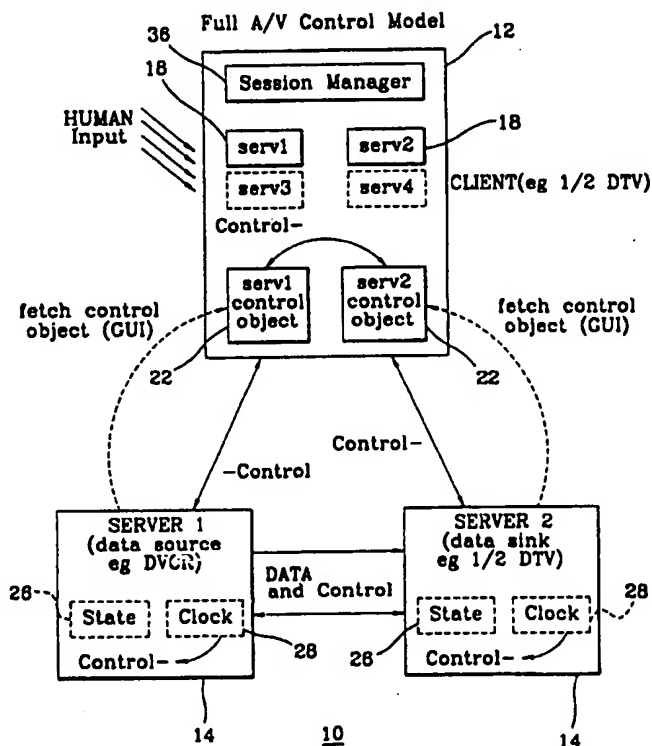 Full A/V Control Model
36
12
Session Manager
18
HUMAN
Input
serv1
serv2
18
serv3
serv4
CLIENT(eg 1/2 DTV)
Control-
serv1
control
object
serv2
control
object
fetch control
object (GUI)
fetch control
object (GUI)
22
22
Control-
-Control
SERVER 1
(data source
eg DVCR)
DATA
and Control
SERVER 2
(data sink
eg 1/2 DTV)
26
State
Clock
28
Control-
26
State
Clock
28
Control-
14
10
14